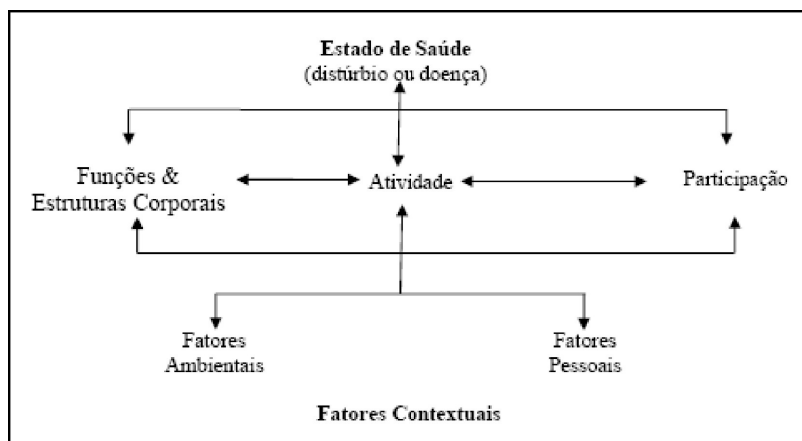 Estado de Saúde
(distúrbio ou doença)
Funções &
Estruturas Corporais
Atividade
Participação
Fatores
Ambientais
Fatores
Pessoais
Fatores Contextuais